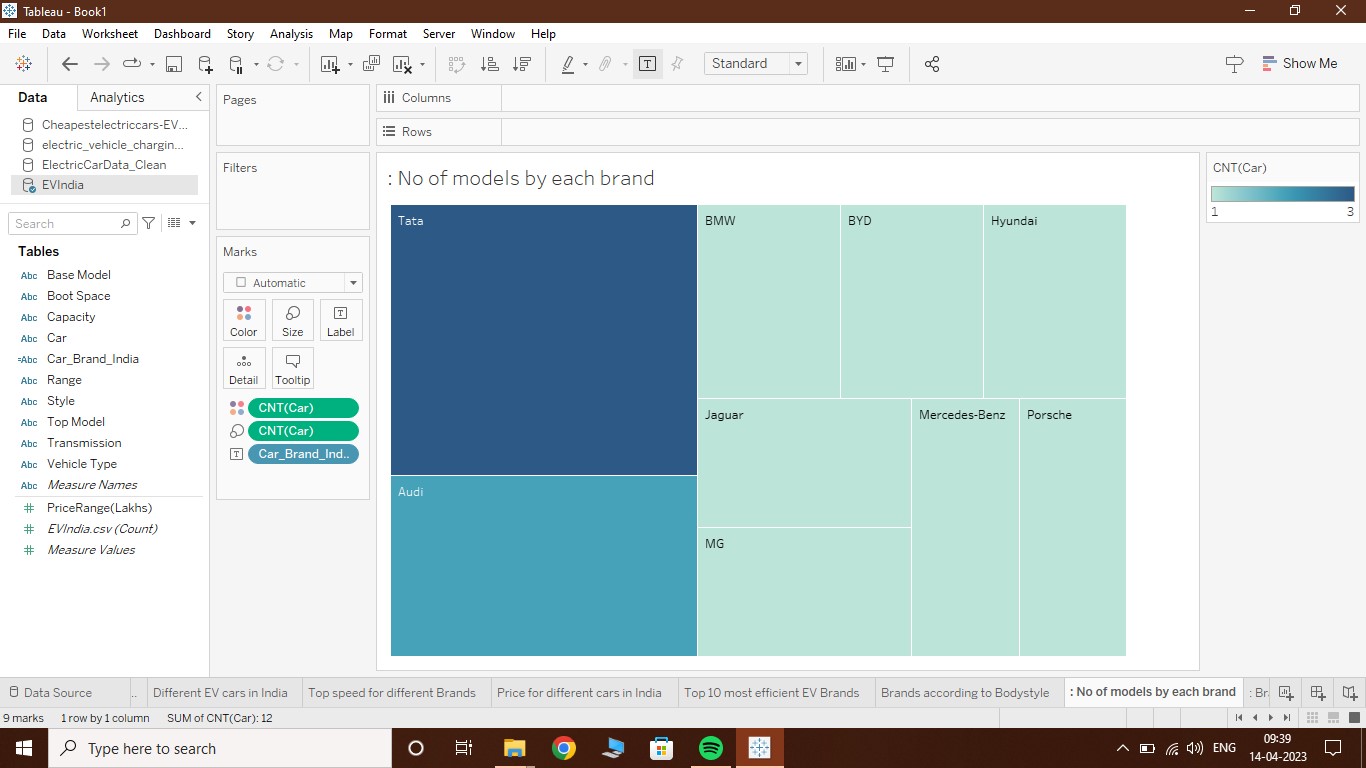 Tableau - Book1
File Data Worksheet Dashboard Story Analysis Map Format Server Window Help
Standard
Show Me
Data Analytics
Cheapestelectriccars-EV...
electric_vehicle_chargin...
ElectricCarData_Clean
EVIndia
Search
Tables
Abc Base Model
Abc Boot Space
Abc Capacity
Abc Car
=Abc Car_Brand_India
Abc Range
Abc Style
Abc Top Model
Abc Transmission
Abc Vehicle Type
Abc Measure Names
# PriceRange(Lakhs)
# EVIndia.csv (Count)
# Measure Values
Pages
Filters
Marks
Automatic
Color Size Label
Detail Tooltip
CNT(Car)
CNT(Car)
Car_Brand_Ind..
Columns
Rows
: No of models by each brand
Tata
Audi
BMW
BYD
Hyundai
Jaguar
MG
Mercedes-Benz
Porsche
CNT(Car)
1 3
Data Source .. Different EV cars in India Top speed for different Brands Price for different cars in India Top 10 most efficient EV Brands Brands according to Bodystyle : No of models by each brand : Br
9 marks 1 row by 1 column SUM of CNT(Car): 12
Type here to search
ENG
09:39
14-04-2023